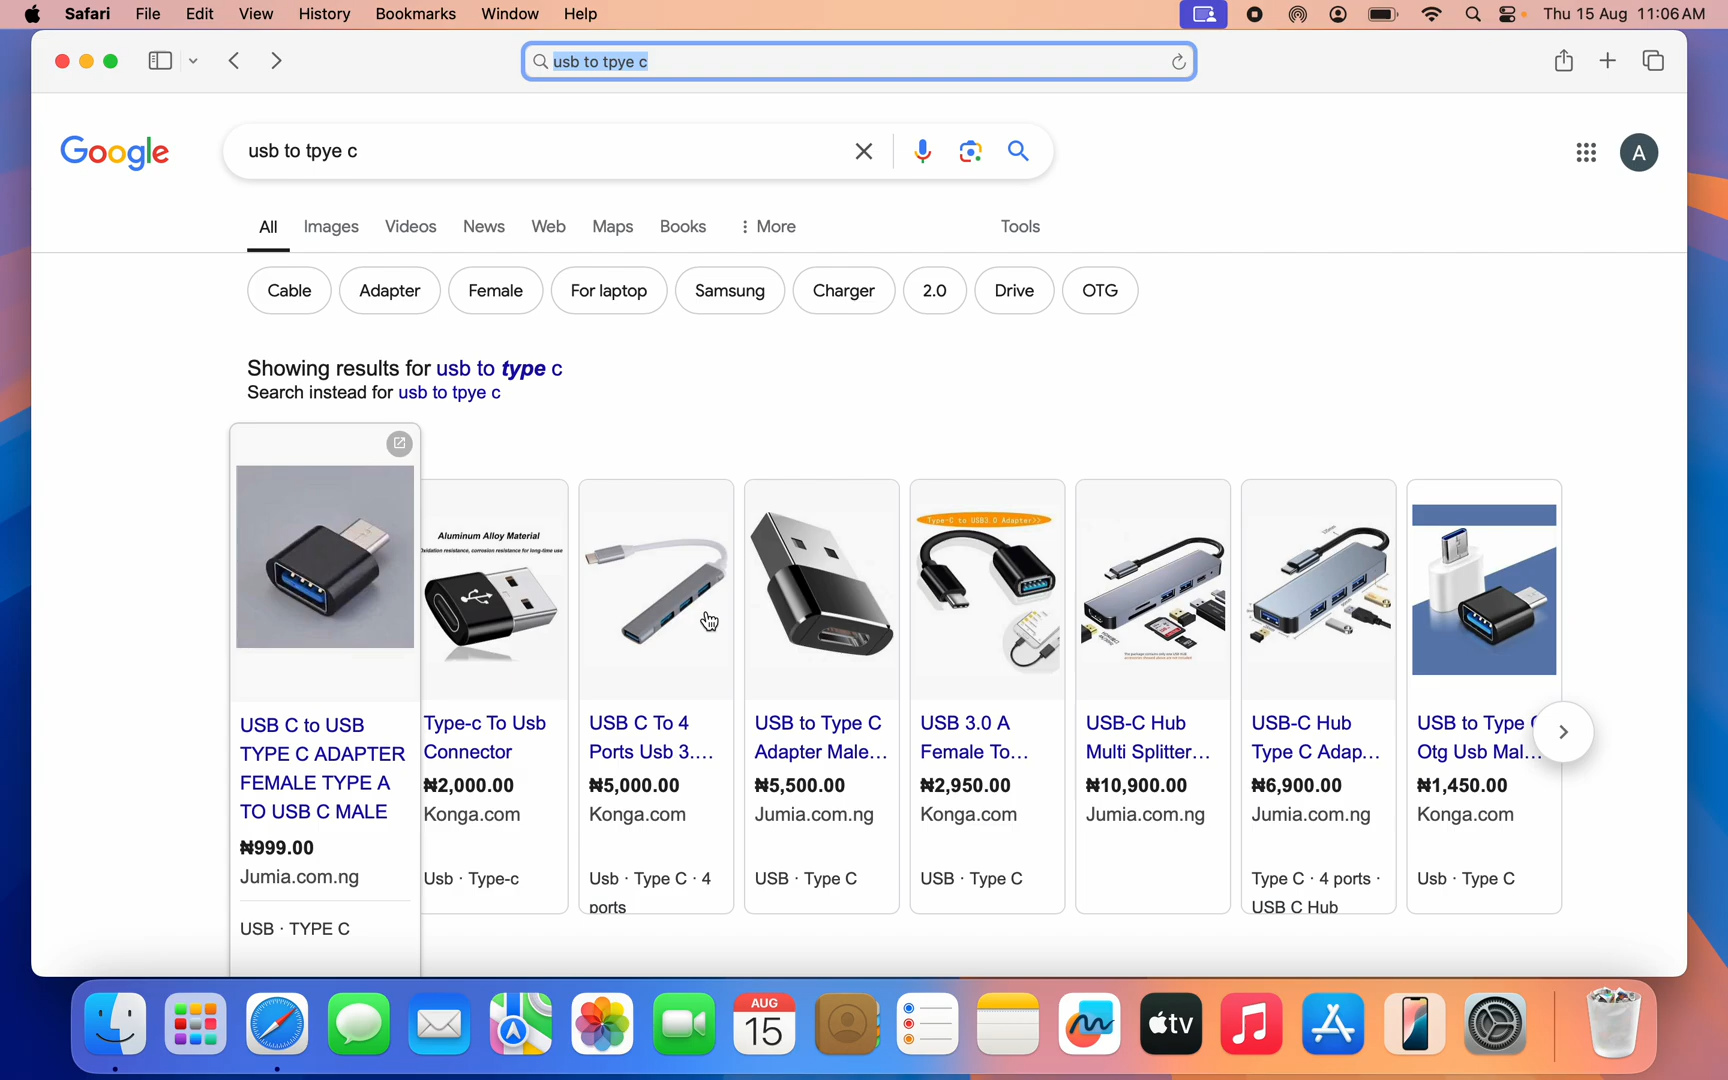 Safari File Edit View History Bookmarks Window Help Thu 15 Aug 11:06 AM
usb to tpye c
Google usb to tpye c A
All Images Videos News Web Maps Books More Tools
Cable Adapter Female For laptop Samsung Charger 2.0 Drive OTG
Showing results for usb to type c
Search instead for usb to tpye c
USB C to USB
TYPE C ADAPTER
FEMALE TYPE A
TO USB C MALE
₦999.00
Jumia.com.ng
USB · TYPE C
Aluminum Alloy Material
Oxidation resistance, corrosion resistance for long-time use
Type-c To Usb
Connector
₦2,000.00
Konga.com
Usb · Type-c
USB C To 4
Ports Usb 3....
₦5,000.00
Konga.com
Usb · Type C · 4
ports
USB to Type C
Adapter Male...
₦5,500.00
Jumia.com.ng
USB · Type C
Type-C to USB3.0 Adapter>>
USB 3.0 A
Female To...
₦2,950.00
Konga.com
USB · Type C
USB-C Hub
Multi Splitter...
₦10,900.00
Jumia.com.ng
USB-C Hub
Type C Adap...
₦6,900.00
Jumia.com.ng
Type C · 4 ports ·
USB C Hub
USB to Type C
Otg Usb Mal...
₦1,450.00
Konga.com
Usb · Type C
AUG
15
tv